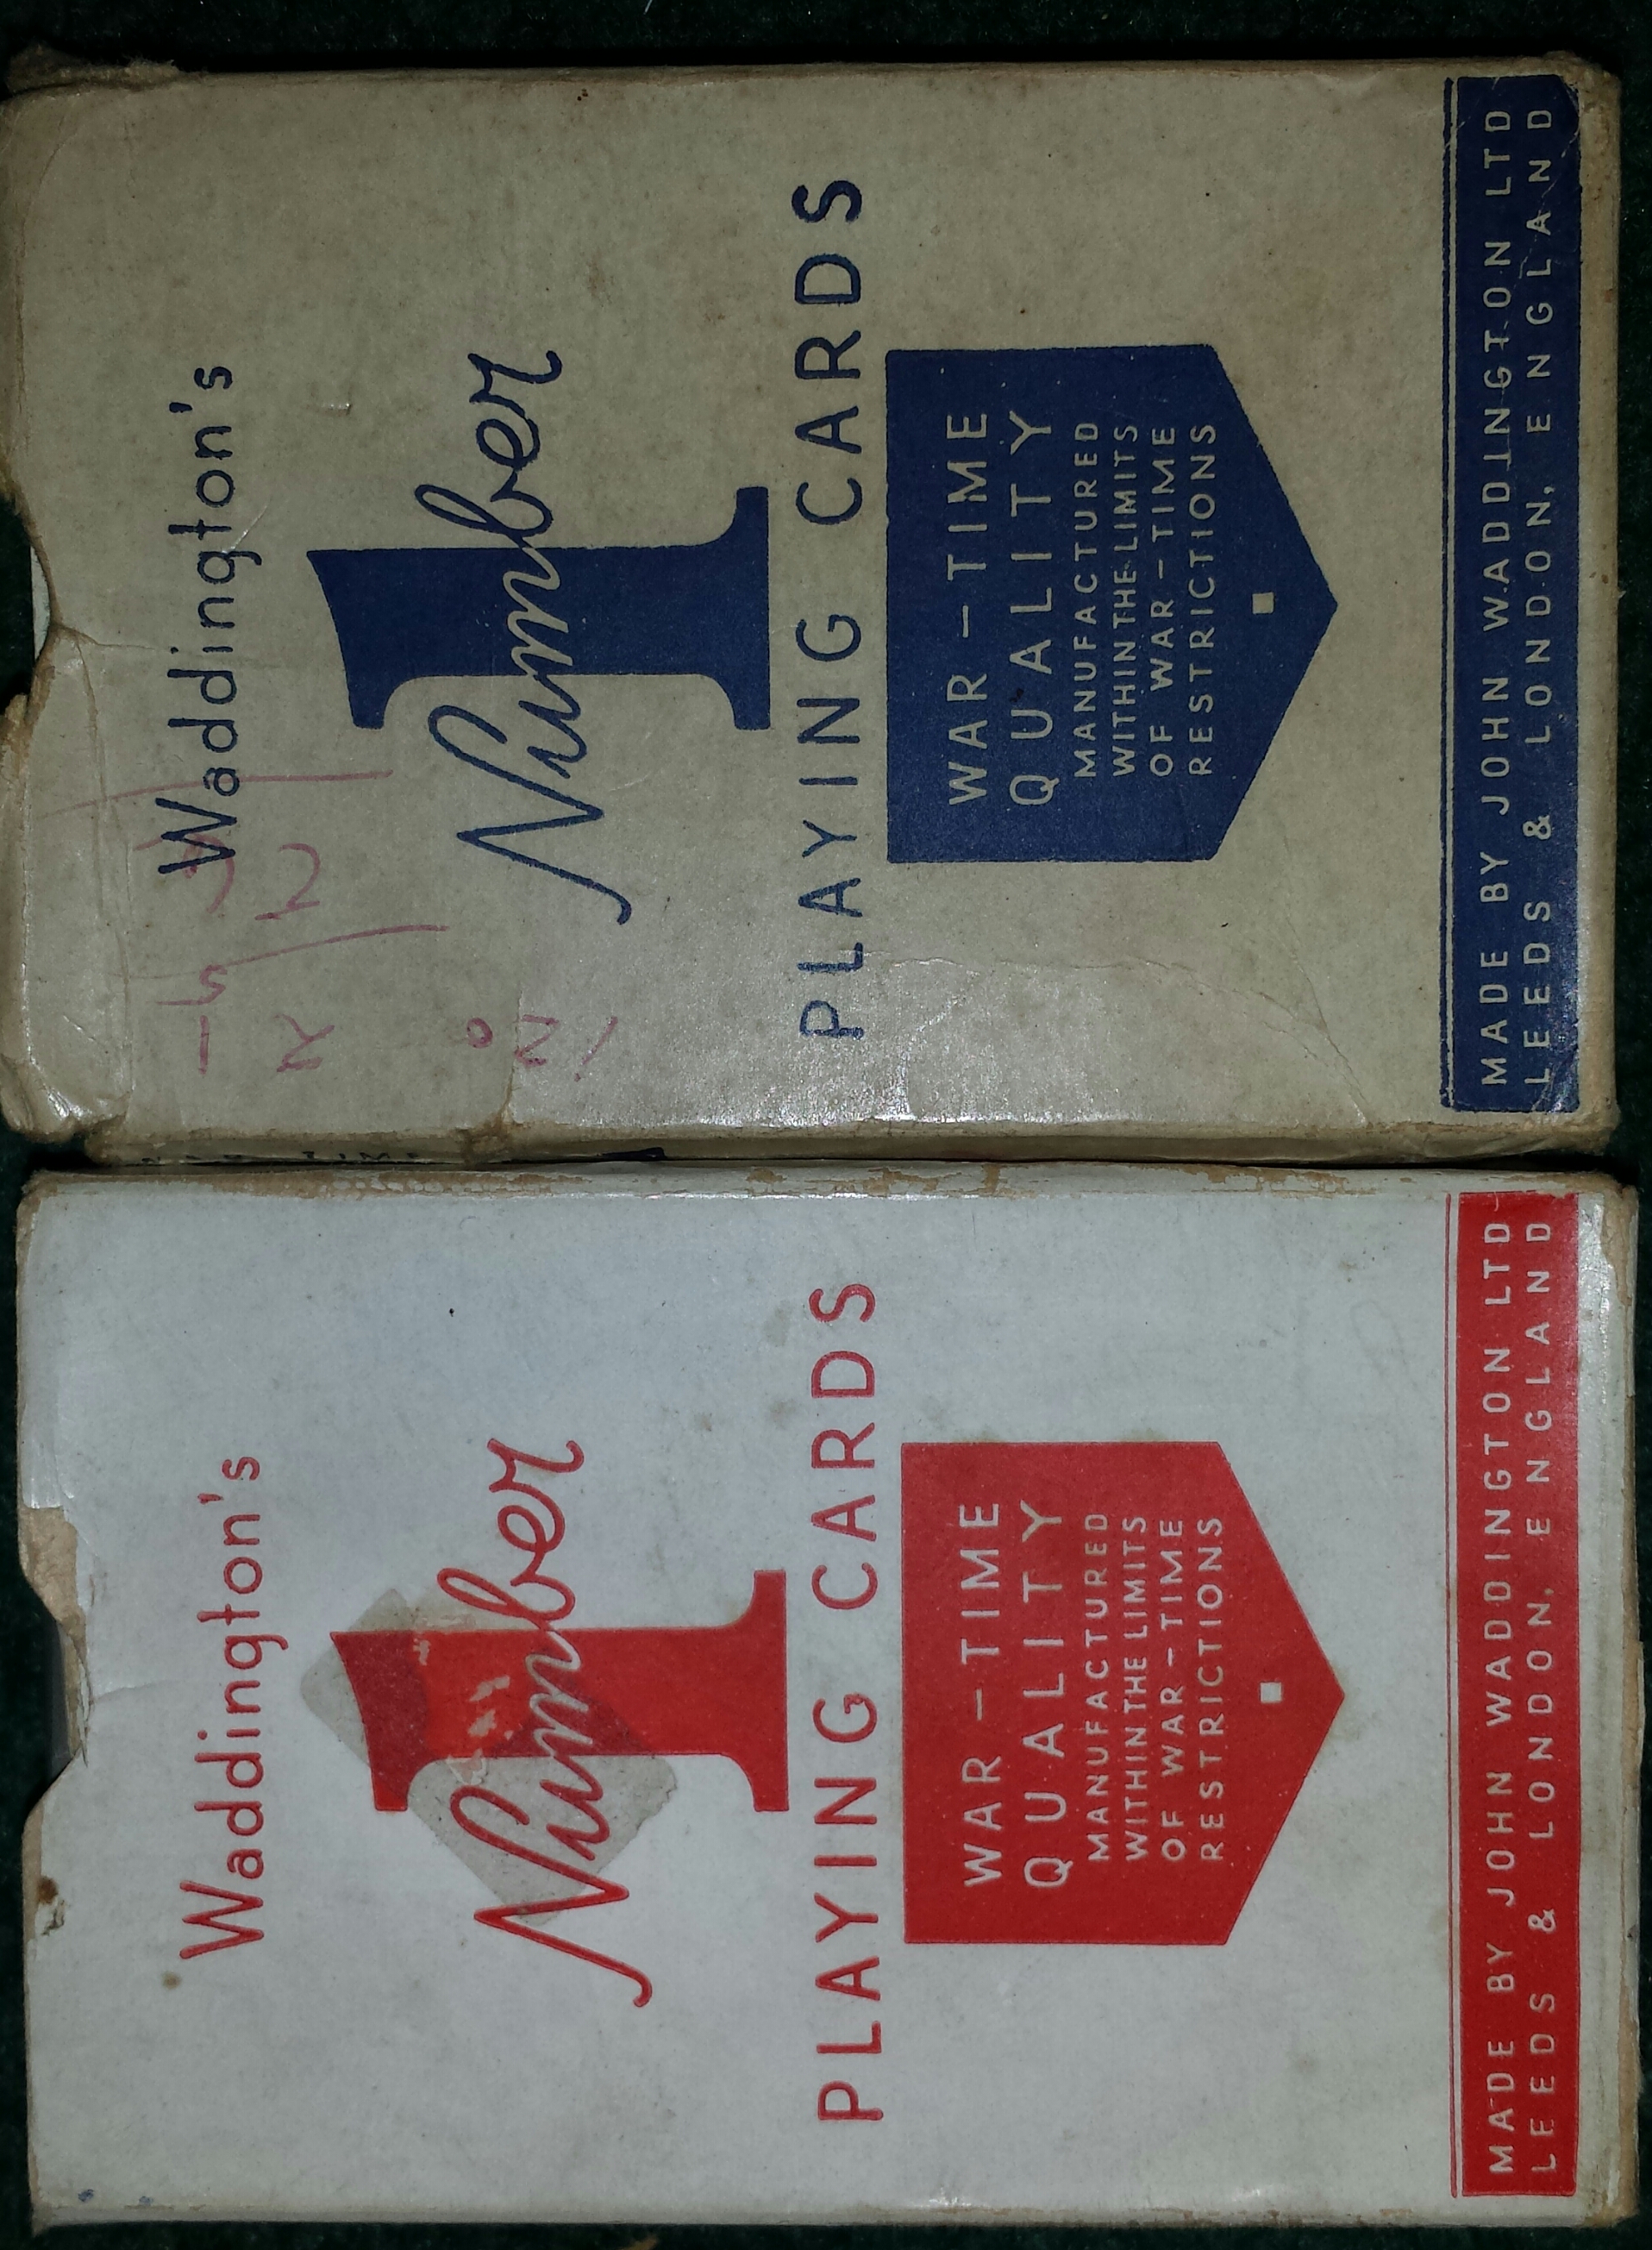 Waddington's
Number
1
PLAYING CARDS
WAR-TIME
QUALITY
MANUFACTURED
WITHIN THE LIMITS
OF WAR-TIME
RESTRICTIONS
MADE BY JOHN WADDINGTON LTD
LEEDS & LONDON, ENGLAND
Waddington's
Number
1
PLAYING CARDS
WAR-TIME
QUALITY
MANUFACTURED
WITHIN THE LIMITS
OF WAR-TIME
RESTRICTIONS
MADE BY JOHN WADDINGTON LTD
LEEDS & LONDON, ENGLAND